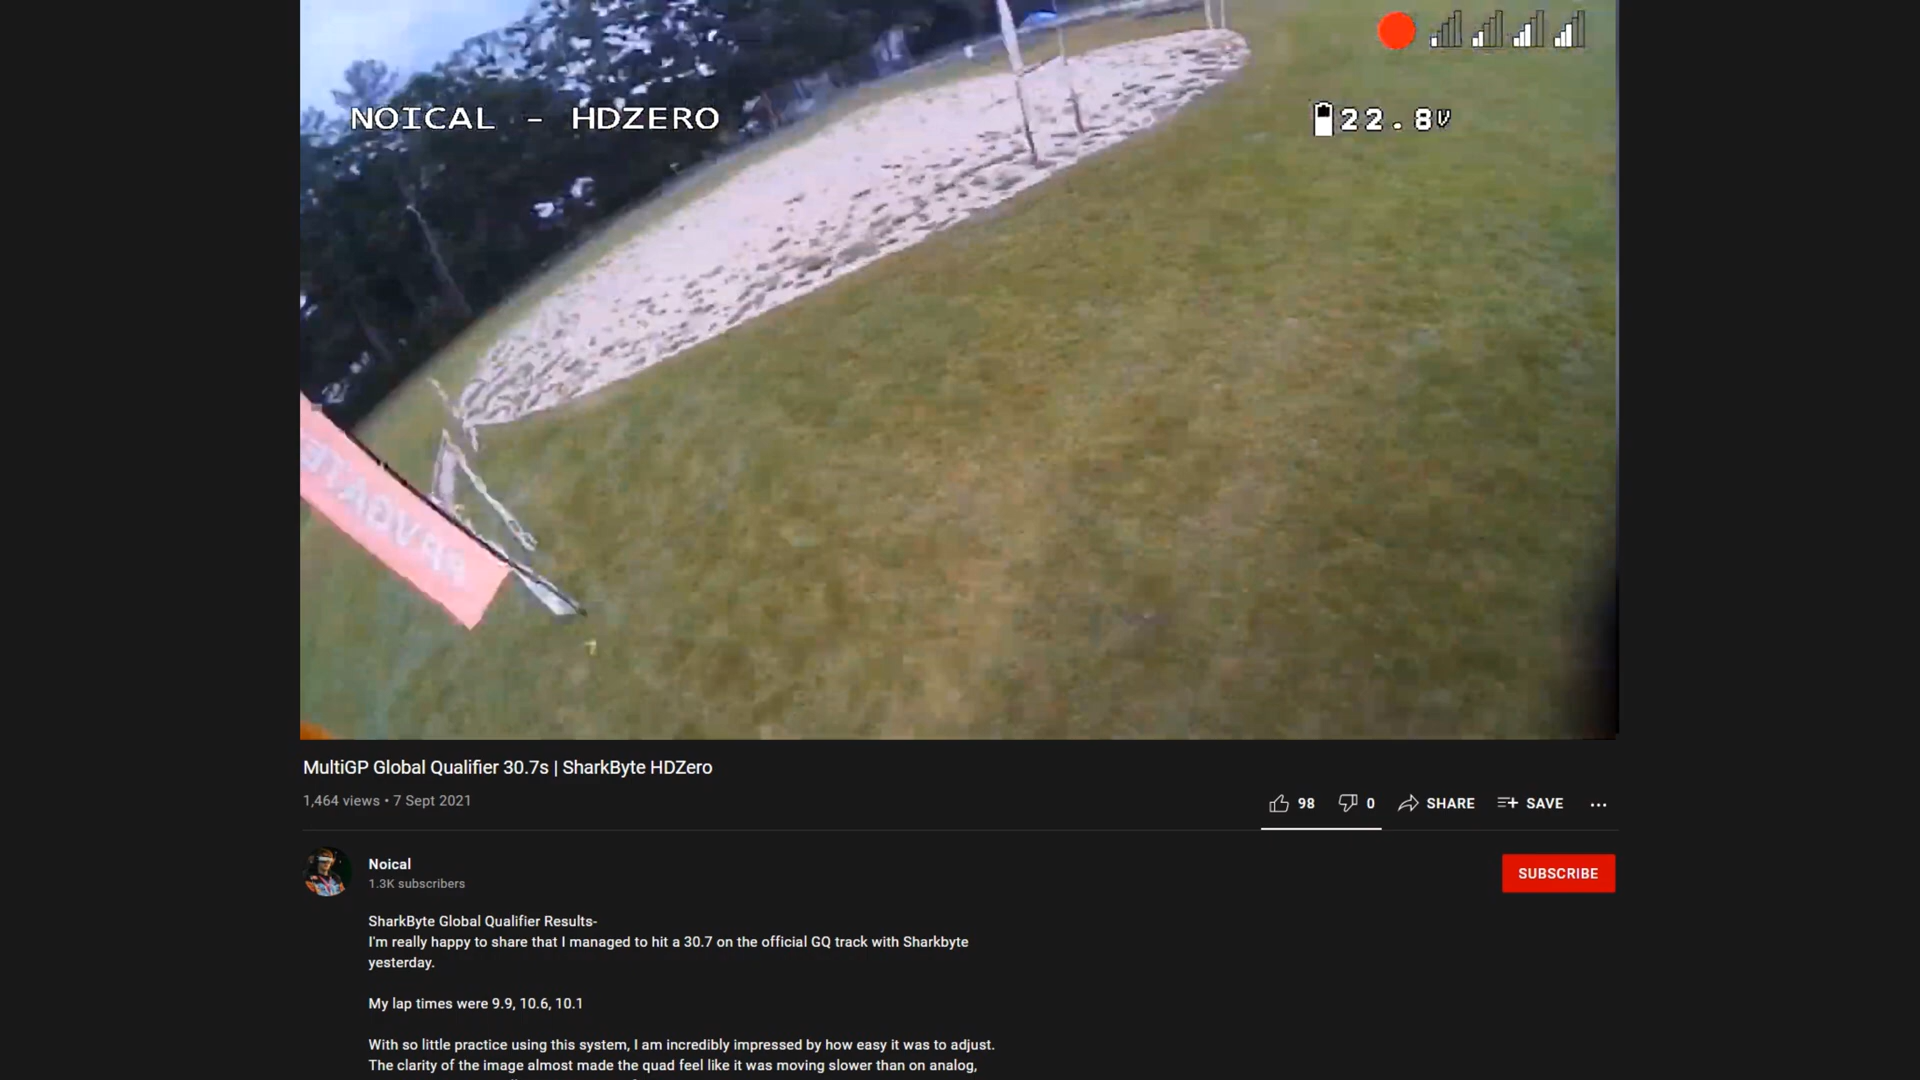 NOICAL - HDZERO
22.8V
MultiGP Global Qualifier 30.7s | SharkByte HDZero
1,464 views • 7 Sept 2021
98
0
SHARE
SAVE
Noical
1.3K subscribers
SUBSCRIBE
SharkByte Global Qualifier Results-
I'm really happy to share that I managed to hit a 30.7 on the official GQ track with Sharkbyte
yesterday.
My lap times were 9.9, 10.6, 10.1
With so little practice using this system, I am incredibly impressed by how easy it was to adjust.
The clarity of the image almost made the quad feel like it was moving slower than on analog,